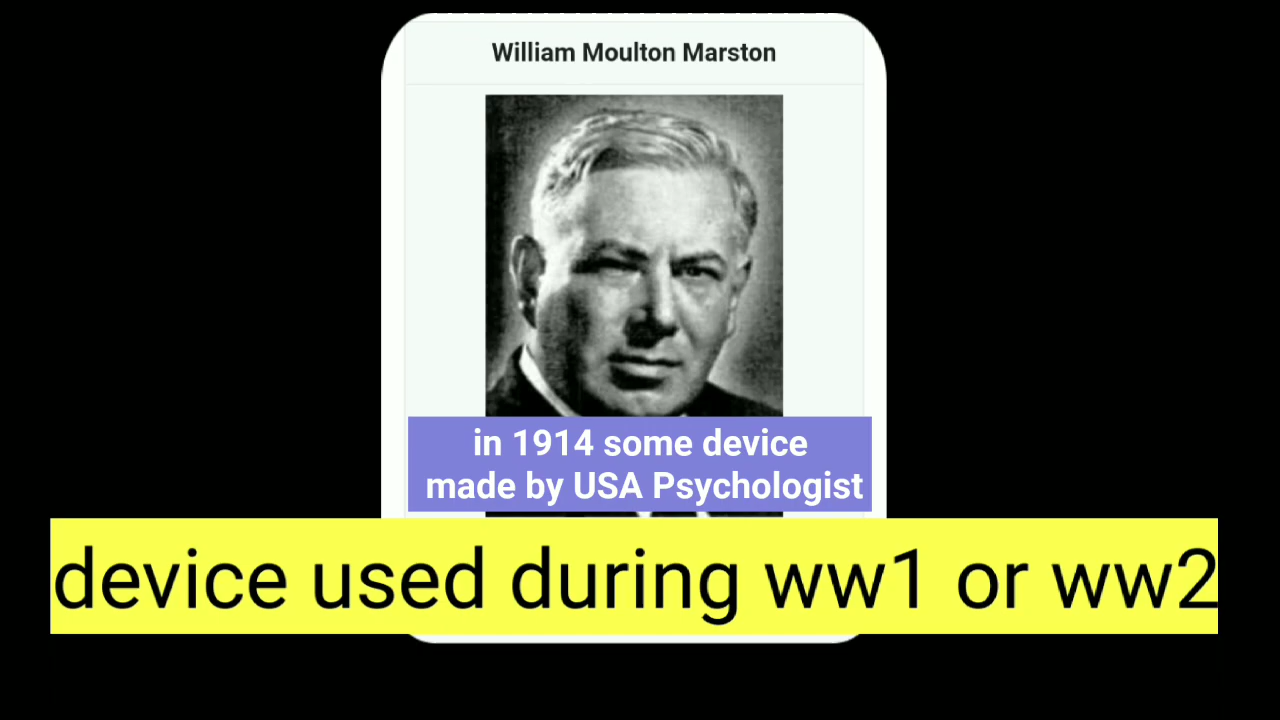 William Moulton Marston
in 1914 some device
made by USA Psychologist
device used during ww1 or ww2